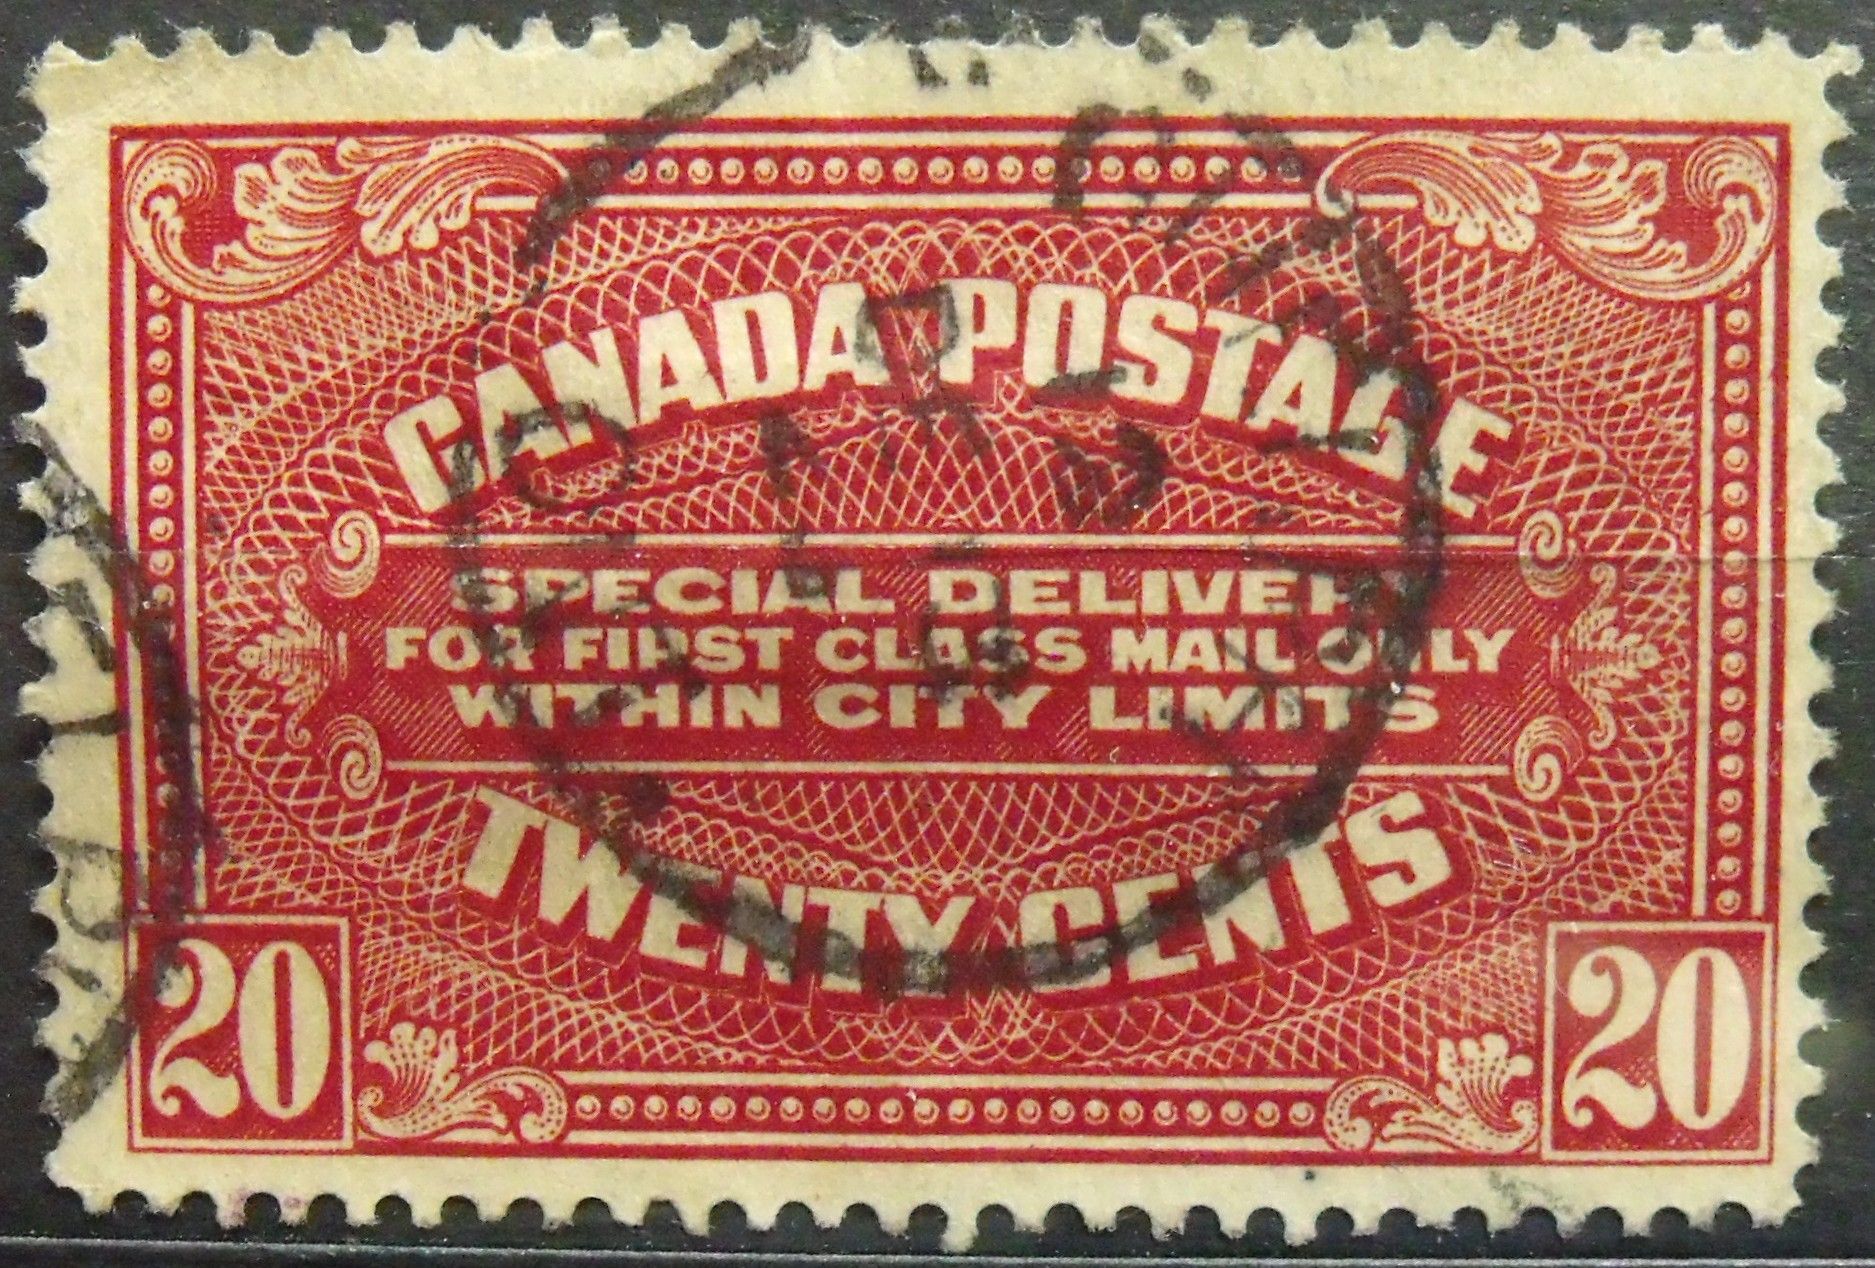 CANADA POSTAGE
SPECIAL DELIVERY
FOR FIRST CLASS MAIL ONLY
WITHIN CITY LIMITS
TWENTY CENTS
20 20